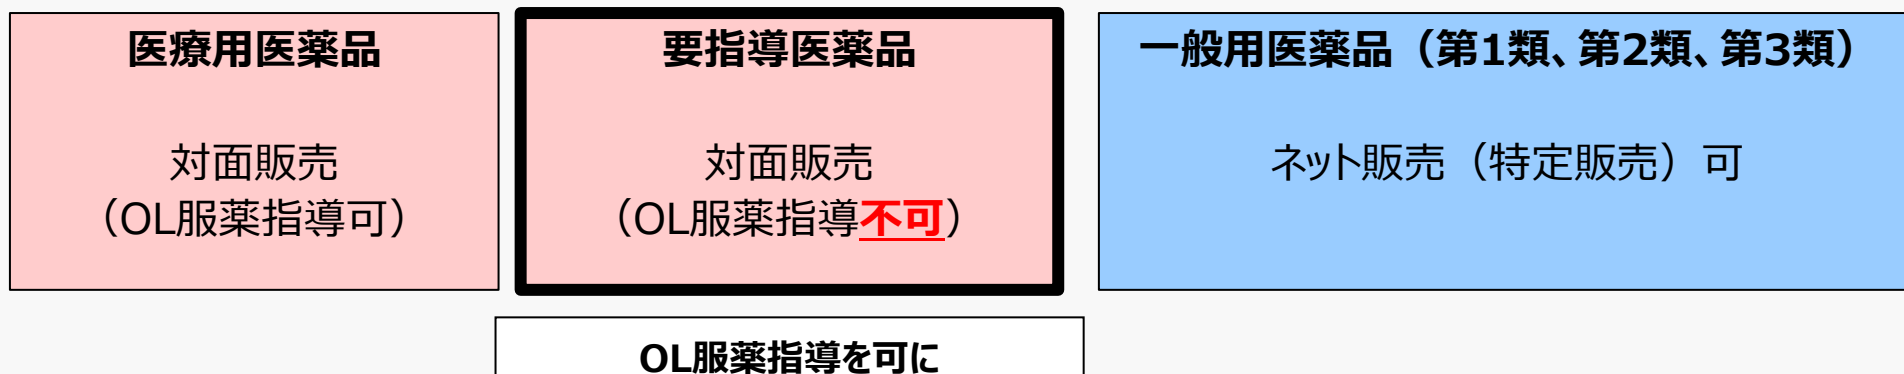 医療用医薬品
対面販売
（OL服薬指導可）
要指導医薬品
対面販売
（OL服薬指導不可）
一般用医薬品（第1類、第2類、第3類）
ネット販売（特定販売）可
OL服薬指導を可に